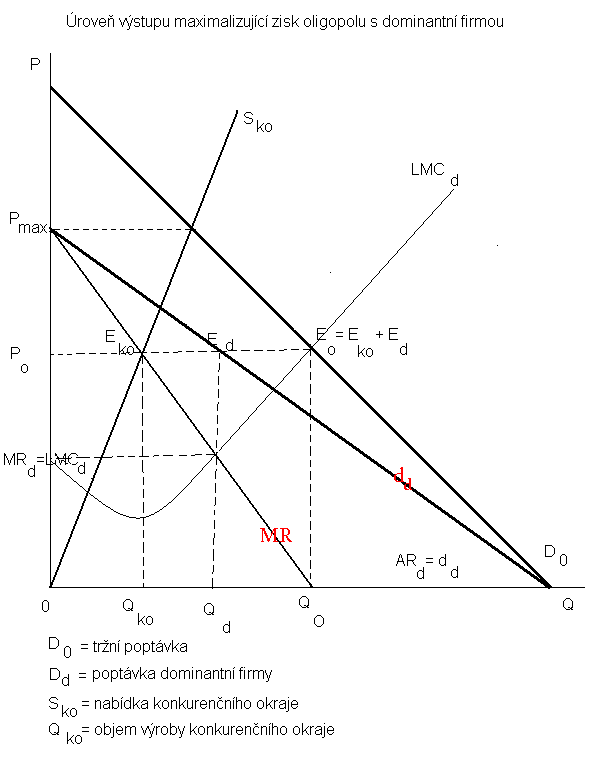 Úroveň výstupu maximalizující zisk oligopolu s dominantní firmou
P
S ko
LMC d
P max
E ko
E d
E o = E ko + E d
P o
MR d =LMC d
d d
MR
AR d = d d
D 0
0
Q ko
Q d
Q O
Q
D 0 = tržní poptávka
D d = poptávka dominantní firmy
S ko = nabídka konkurenčního okraje
Q ko = objem výroby konkurenčního okraje